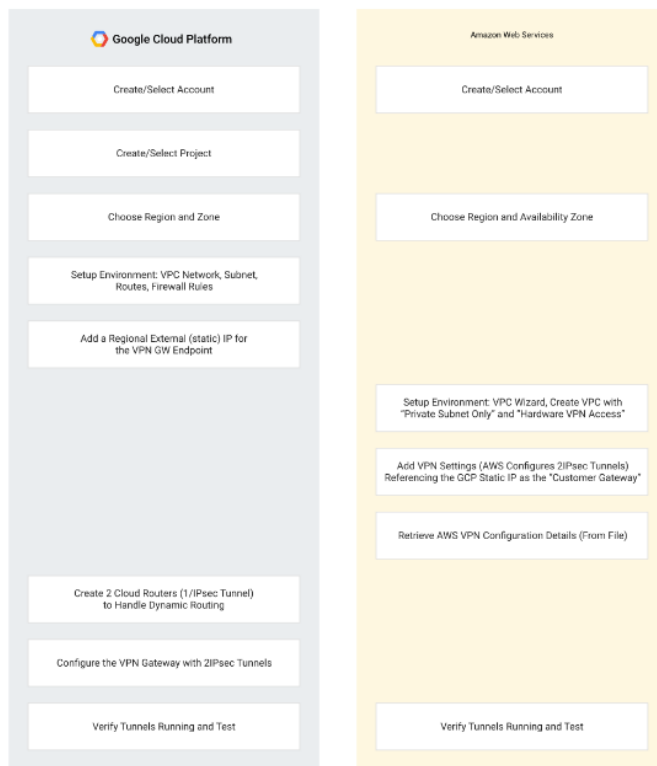 Google Cloud Platform
Create/Select Account
Create/Select Project
Choose Region and Zone
Setup Environment: VPC Network, Subnet,
Routes, Firewall Rules
Add a Regional External (static) IP for
the VPN GW Endpoint
Create 2 Cloud Routers (1/IPsec Tunnel)
to Handle Dynamic Routing
Configure the VPN Gateway with 2IPsec Tunnels
Verify Tunnels Running and Test
Amazon Web Services
Create/Select Account
Choose Region and Availability Zone
Setup Environment: VPC Wizard, Create VPC with
“Private Subnet Only” and “Hardware VPN Access”
Add VPN Settings (AWS Configures 2IPsec Tunnels)
Referencing the GCP Static IP as the “Customer Gateway”
Retrieve AWS VPN Configuration Details (From File)
Verify Tunnels Running and Test